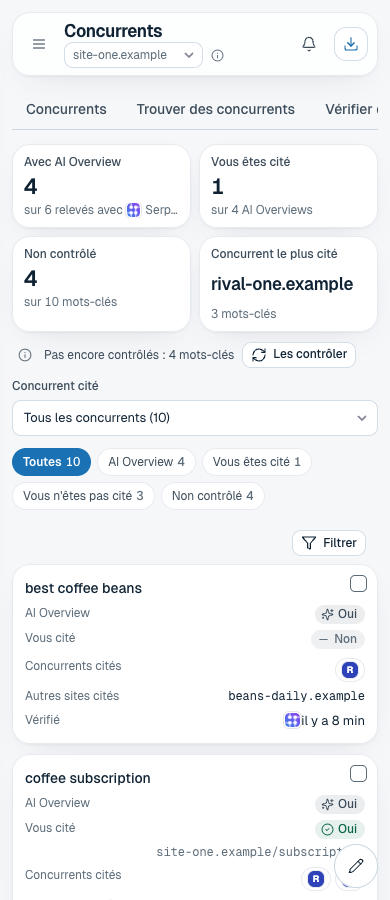 Concurrents
site-one.example
Concurrents Trouver des concurrents Vérifier
Avec AI Overview
4
sur 6 relevés avec Serp…
Vous êtes cité
1
sur 4 AI Overviews
Non contrôlé
4
sur 10 mots-clés
Concurrent le plus cité
rival-one.example
3 mots-clés
Pas encore contrôlés : 4 mots-clés Les contrôler
Concurrent cité
Tous les concurrents (10)
Toutes 10 AI Overview 4 Vous êtes cité 1
Vous n'êtes pas cité 3 Non contrôlé 4
Filtrer
best coffee beans
AI Overview Oui
Vous cité — Non
Concurrents cités R
Autres sites cités beans-daily.example
Vérifié il y a 8 min
coffee subscription
AI Overview Oui
Vous cité Oui
site-one.example/subscript
Concurrents cités R